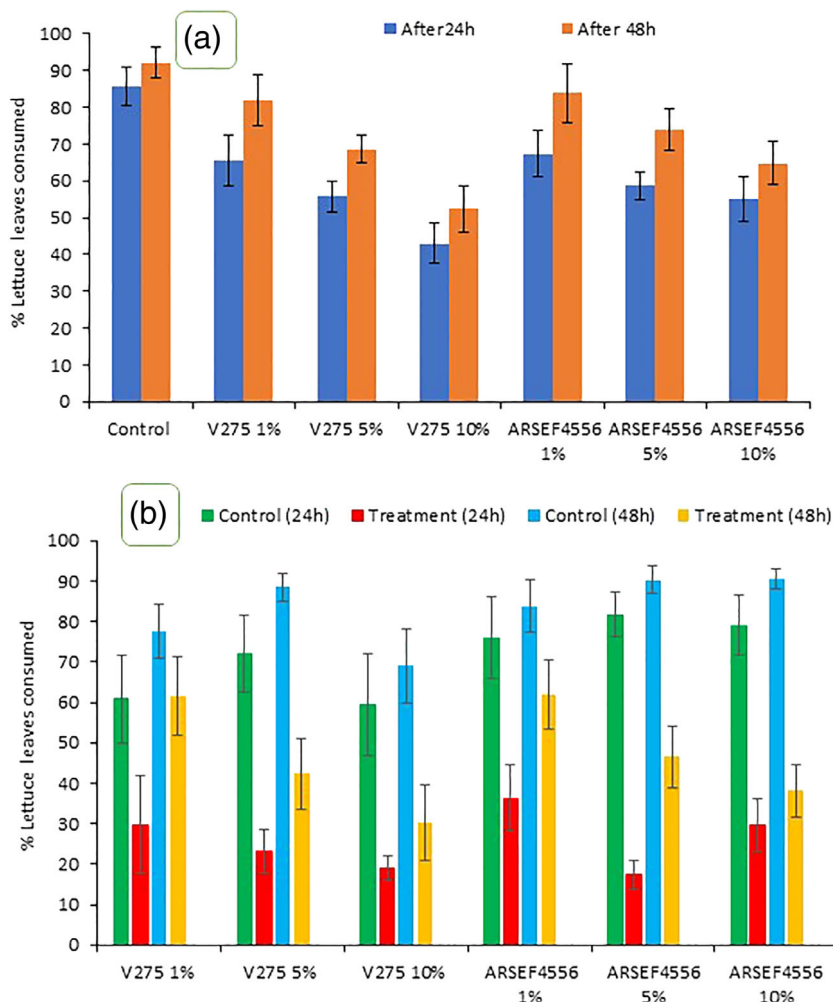 (a)
After24h After 48h
% Lettuce leaves consumed
100
90
80
70
60
50
40
30
20
10
0
Control V275 1% V275 5% V275 10% ARSEF4556 ARSEF4556 ARSEF4556
1% 5% 10%
(b)
Control (24h) Treatment (24h) Control (48h) Treatment (48h)
% Lettuce leaves consumed
100
90
80
70
60
50
40
30
20
10
0
V275 1% V275 5% V275 10% ARSEF4556 ARSEF4556 ARSEF4556
1% 5% 10%